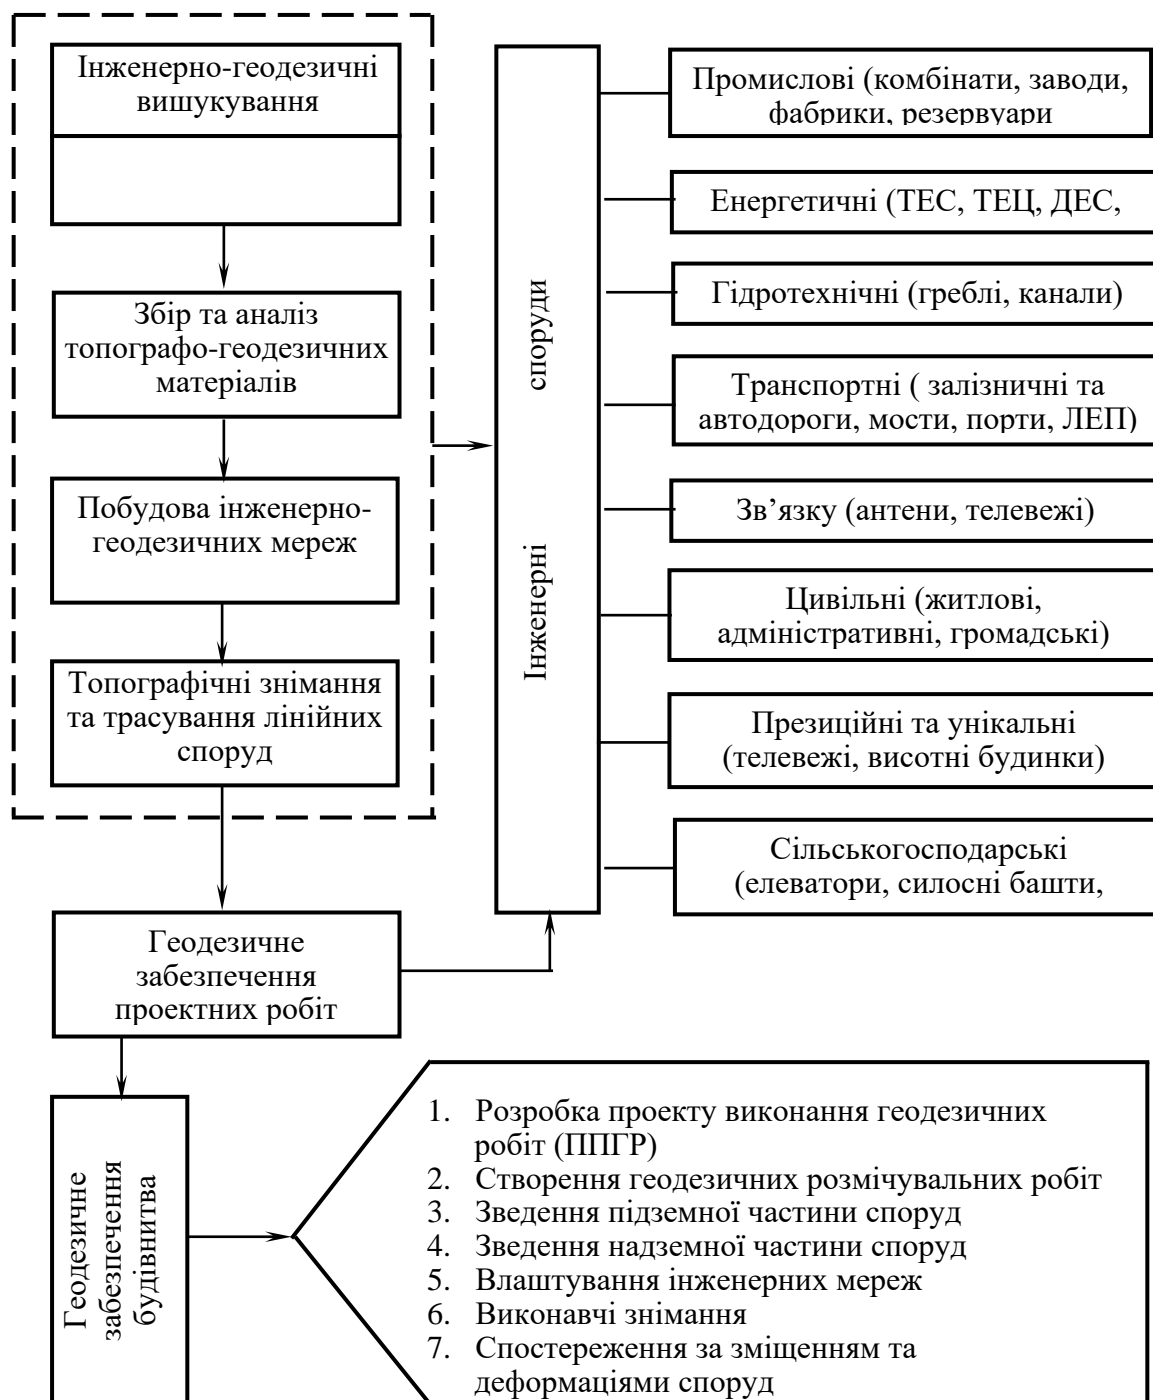 Інженерно-геодезичні
вишукування
Збір та аналіз
топографо-геодезичних
матеріалів
Побудова інженерно-
геодезичних мереж
Топографічні знімання
та трасування лінійних
споруд
Геодезичне
забезпечення
проектних робіт
Геодезичне
забезпечення
будівнитва
Інженерні споруди
Промислові (комбінати, заводи,
фабрики, резервуари
Енергетичні (ТЕС, ТЕЦ, ДЕС,
Гідротехнічні (греблі, канали)
Транспортні ( залізничні та
автодороги, мости, порти, ЛЕП)
Зв’язку (антени, телевежі)
Цивільні (житлові,
адміністративні, громадські)
Презиційні та унікальні
(телевежі, висотні будинки)
Сільськогосподарські
(елеватори, силосні башти,
1. Розробка проекту виконання геодезичних
робіт (ППГР)
2. Створення геодезичних розмічувальних робіт
3. Зведення підземної частини споруд
4. Зведення надземної частини споруд
5. Влаштування інженерних мереж
6. Виконавчі знімання
7. Спостереження за зміщенням та
деформаціями споруд